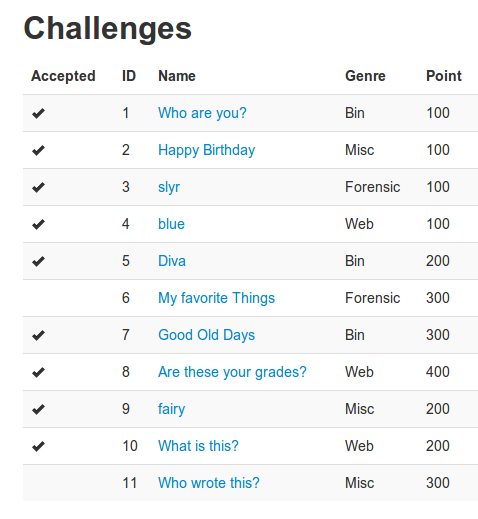 Challenges
Accepted ID Name Genre Point
✔ 1 Who are you? Bin 100
✔ 2 Happy Birthday Misc 100
✔ 3 slyr Forensic 100
✔ 4 blue Web 100
✔ 5 Diva Bin 200
6 My favorite Things Forensic 300
✔ 7 Good Old Days Bin 300
✔ 8 Are these your grades? Web 400
✔ 9 fairy Misc 200
✔ 10 What is this? Web 200
11 Who wrote this? Misc 300